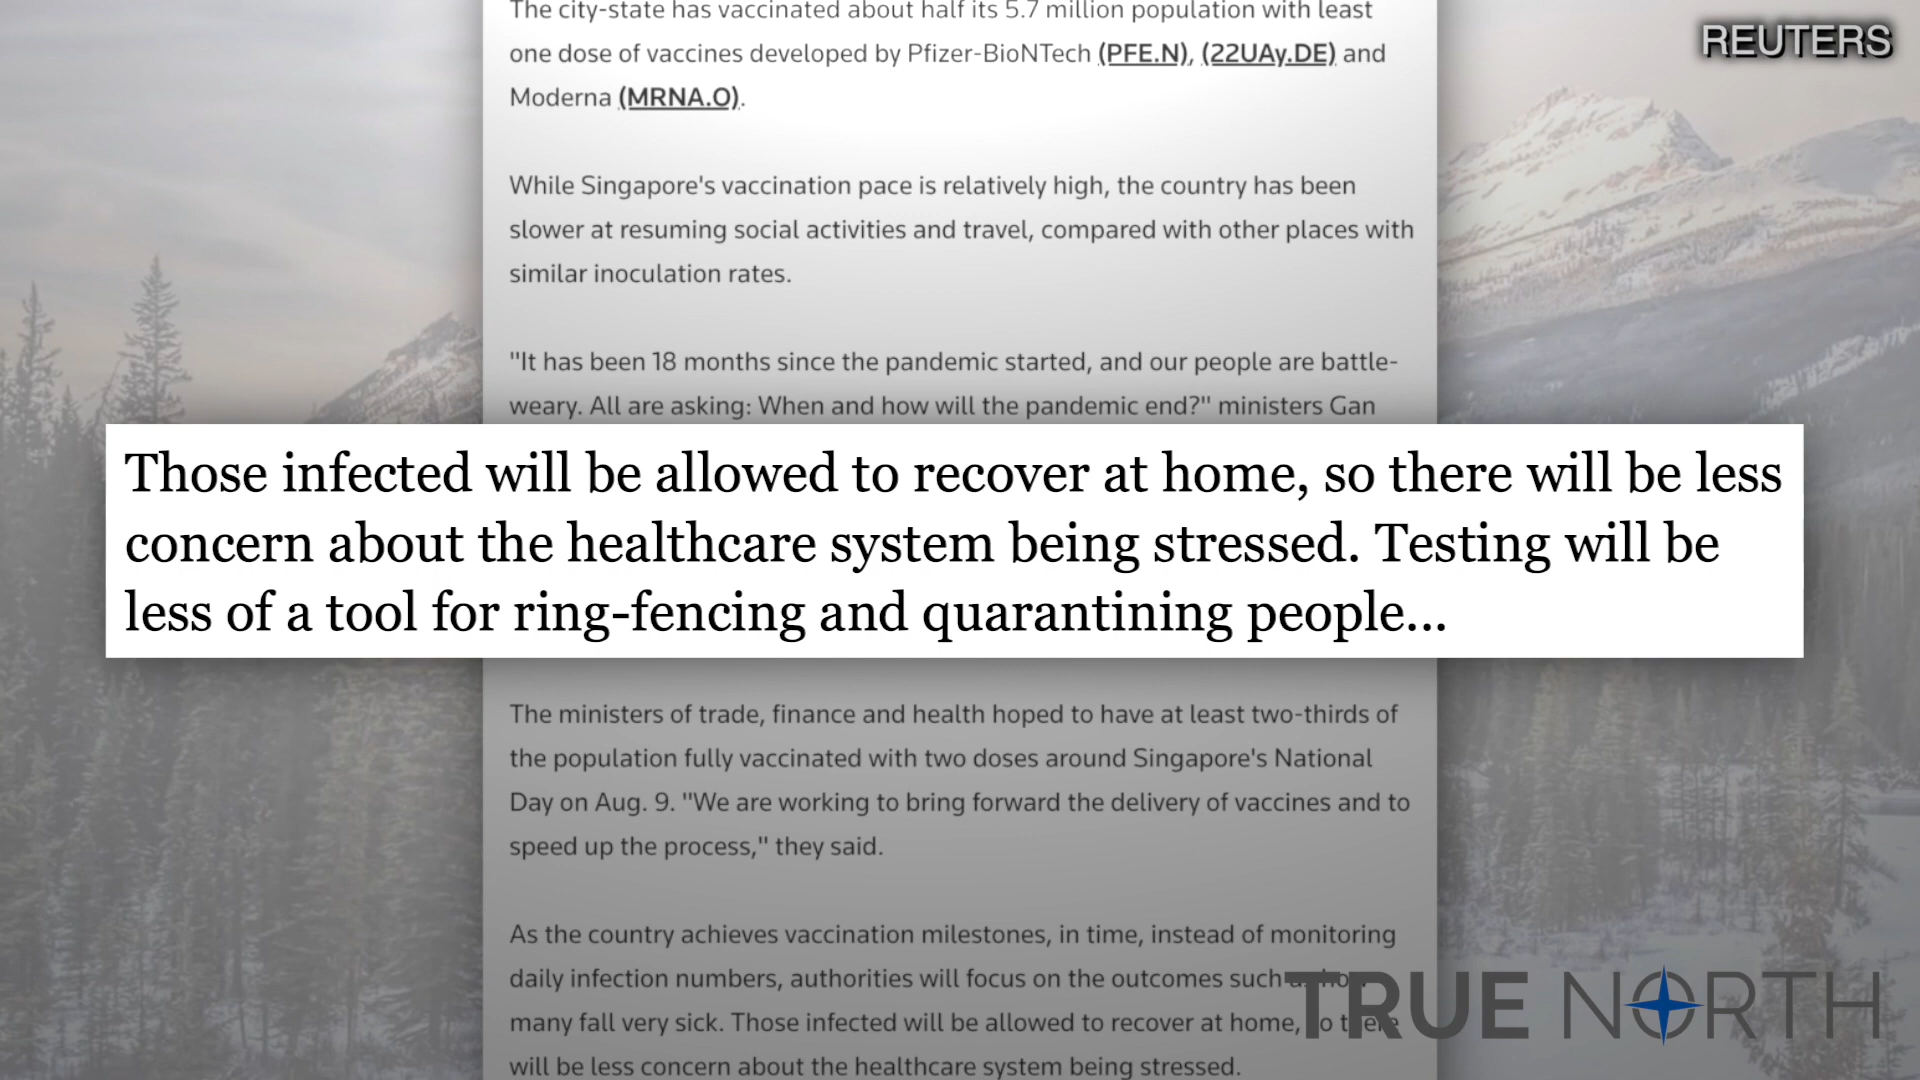 REUTERS
The city-state has vaccinated about half its 5.7 million population with least
one dose of vaccines developed by Pfizer-BioNTech (PFE.N), (22UAy.DE) and
Moderna (MRNA.O).
While Singapore's vaccination pace is relatively high, the country has been
slower at resuming social activities and travel, compared with other places with
similar inoculation rates.
"It has been 18 months since the pandemic started, and our people are battle-
weary. All are asking: When and how will the pandemic end?" ministers Gan
Those infected will be allowed to recover at home, so there will be less
concern about the healthcare system being stressed. Testing will be
less of a tool for ring-fencing and quarantining people...
The ministers of trade, finance and health hoped to have at least two-thirds of
the population fully vaccinated with two doses around Singapore's National
Day on Aug. 9. "We are working to bring forward the delivery of vaccines and to
speed up the process," they said.
As the country achieves vaccination milestones, in time, instead of monitoring
daily infection numbers, authorities will focus on the outcomes such
many fall very sick. Those infected will be allowed to recover at home, so there
will be less concern about the healthcare system being stressed.
TRUE NORTH